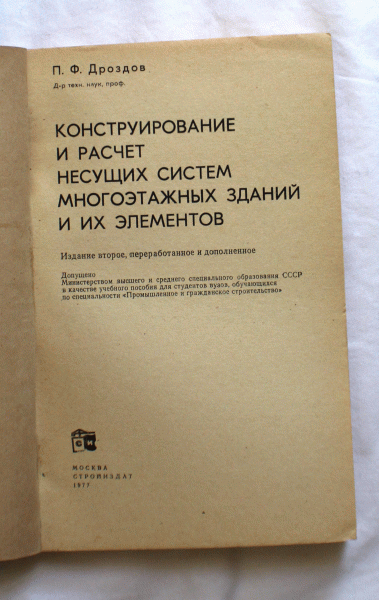 П. Ф. Дроздов
Д-р техн. наук, проф.
КОНСТРУИРОВАНИЕ
И РАСЧЕТ
НЕСУЩИХ СИСТЕМ
МНОГОЭТАЖНЫХ ЗДАНИЙ
И ИХ ЭЛЕМЕНТОВ
Издание второе, переработанное и дополненное
Допущено
Министерством высшего и среднего специального образования СССР
в качестве учебного пособия для студентов вузов, обучающихся
по специальности «Промышленное и гражданское строительство»
С И
МОСКВА
СТРОЙИЗДАТ
1977